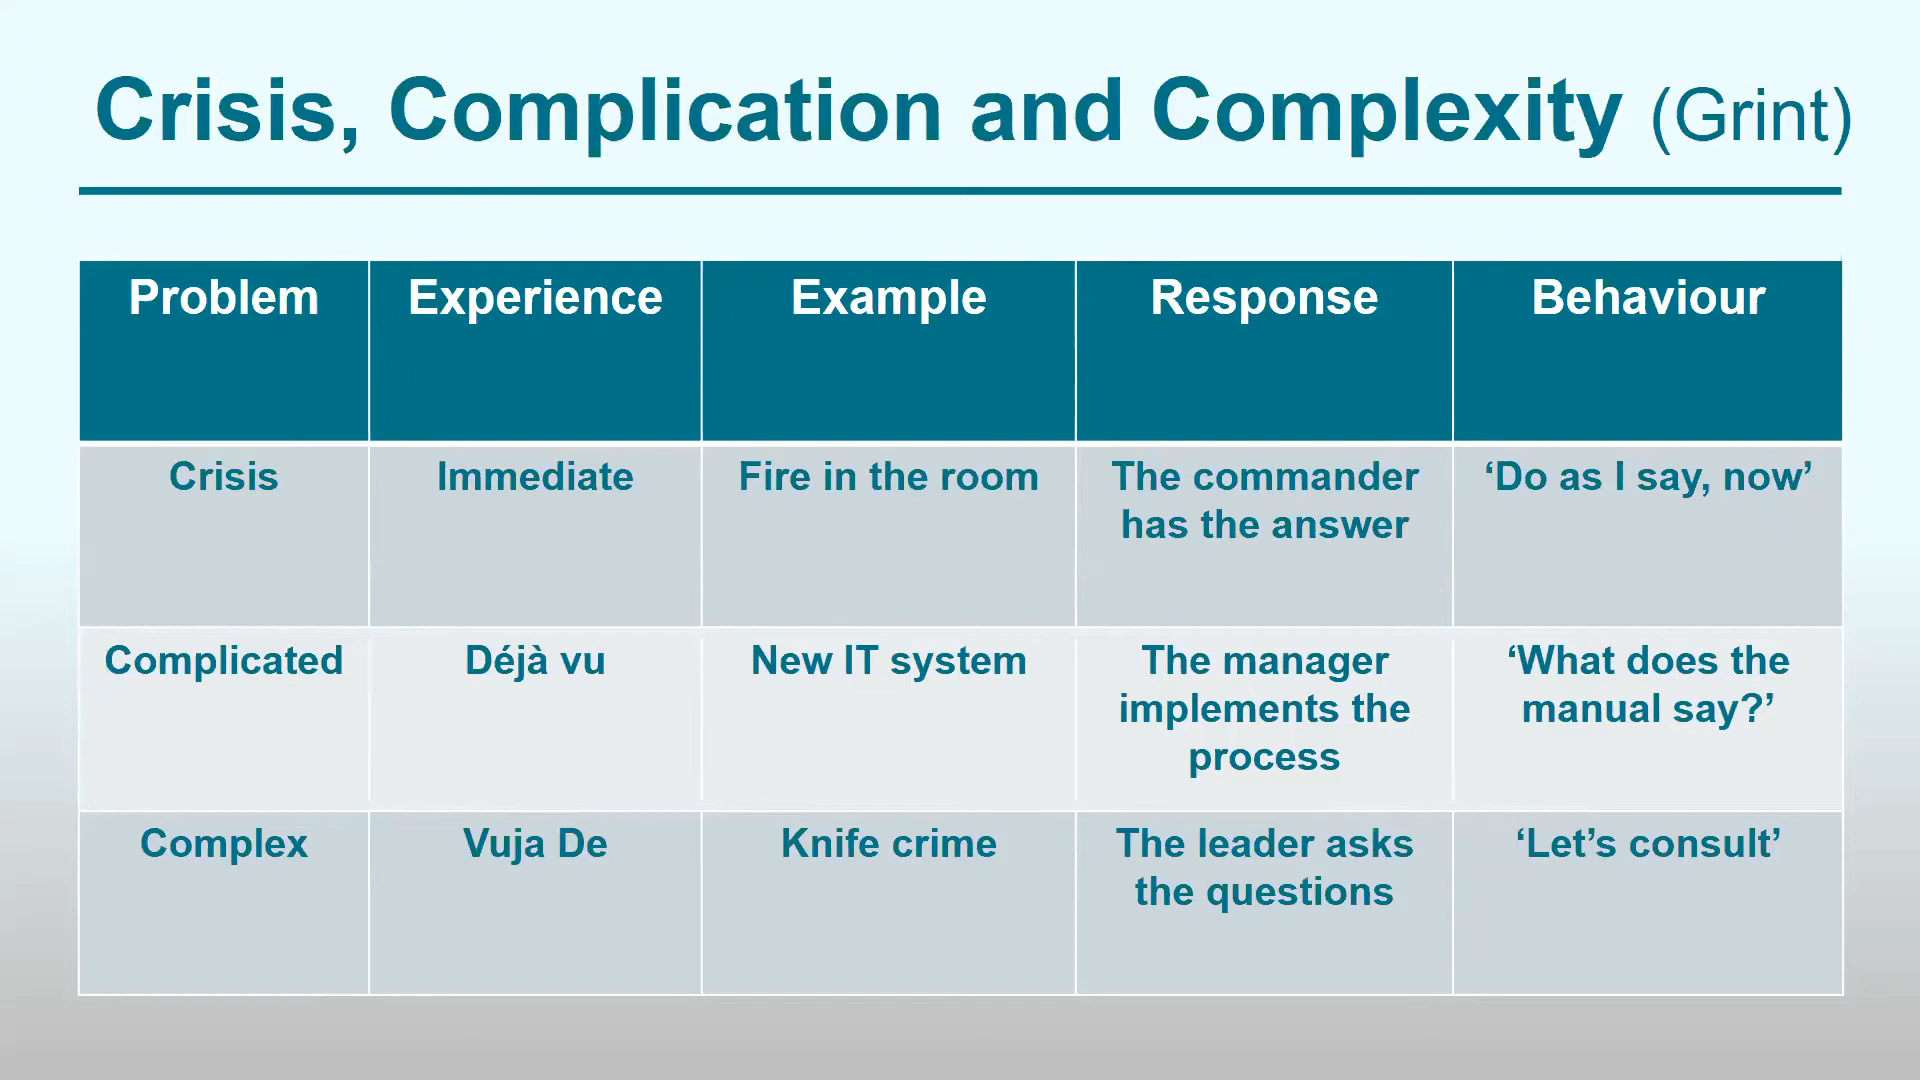 Crisis, Complication and Complexity (Grint)
Problem
Experience
Example
Response
Behaviour
Crisis
Immediate
Fire in the room
The commander
has the answer
‘Do as I say, now’
Complicated
Déjà vu
New IT system
The manager
implements the
process
‘What does the
manual say?’
Complex
Vuja De
Knife crime
The leader asks
the questions
‘Let’s consult’